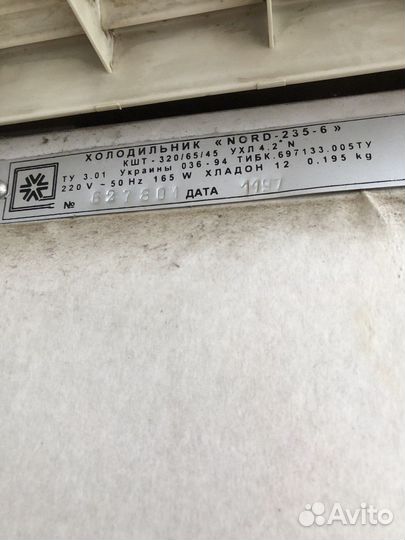 ХОЛОДИЛЬНИК «NORD-235-6»
КШТ-320/65/45 УХЛ 4.2*N
ТУ 3.01 Украины 036-94 ТИБК.697133.005ТУ
220 V ~ 50 Hz 165 W ХЛАДОН 12 0.195 kg
№ 627801 ДАТА 1197
Avito